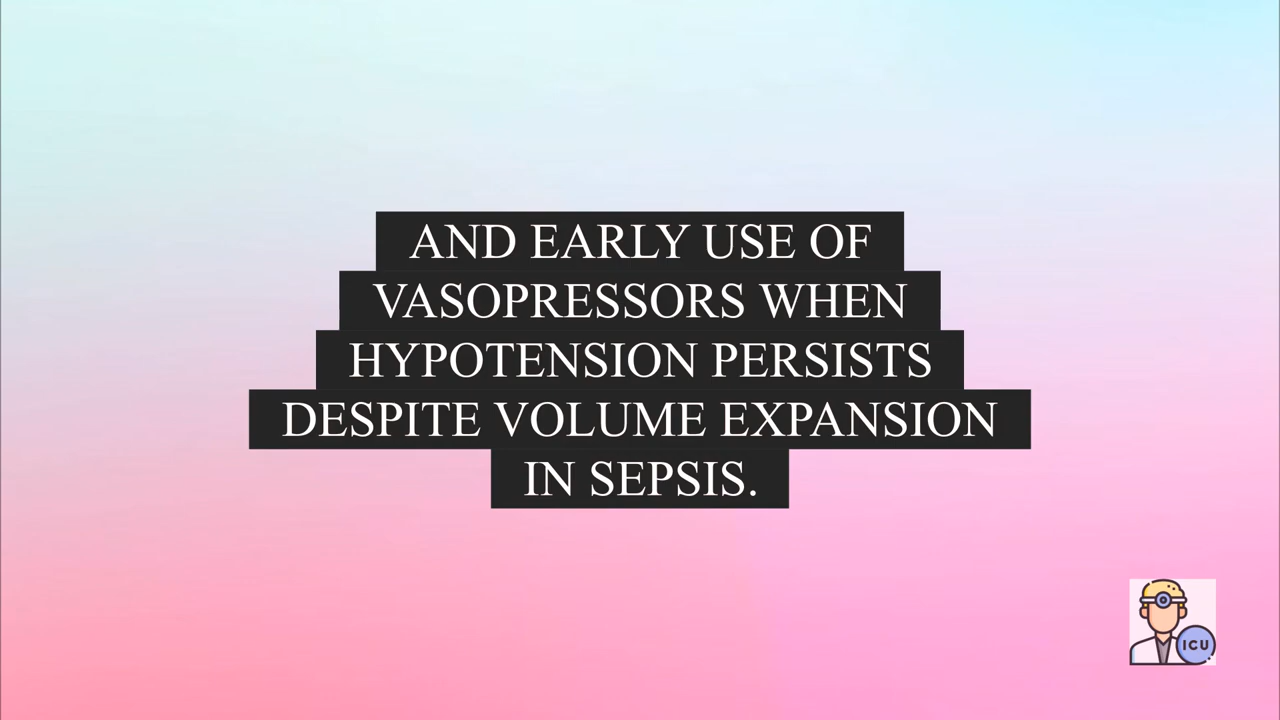 AND EARLY USE OF
VASOPRESSORS WHEN
HYPOTENSION PERSISTS
DESPITE VOLUME EXPANSION
IN SEPSIS.
ICU